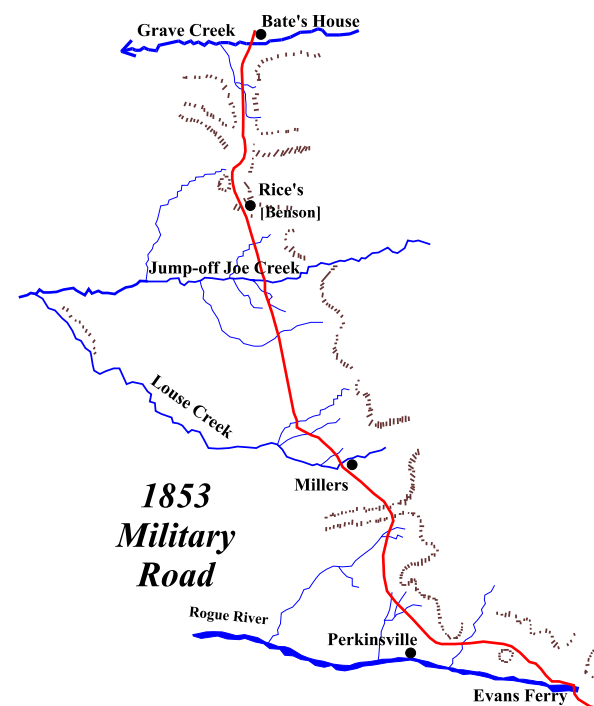 Bate's House
Grave Creek
Rice's
[Benson]
Jump-off Joe Creek
Louse Creek
Millers
1853
Military
Road
Rogue River
Perkinsville
Evans Ferry